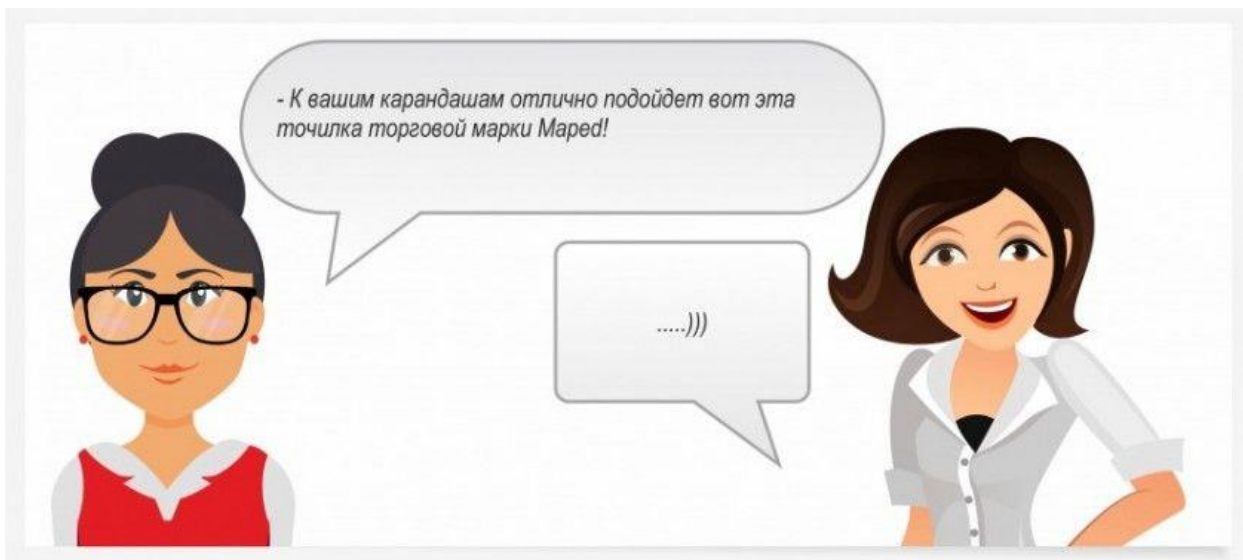 - К вашим карандашам отлично подойдет вот эта
точилка торговой марки Maped!
.....)))